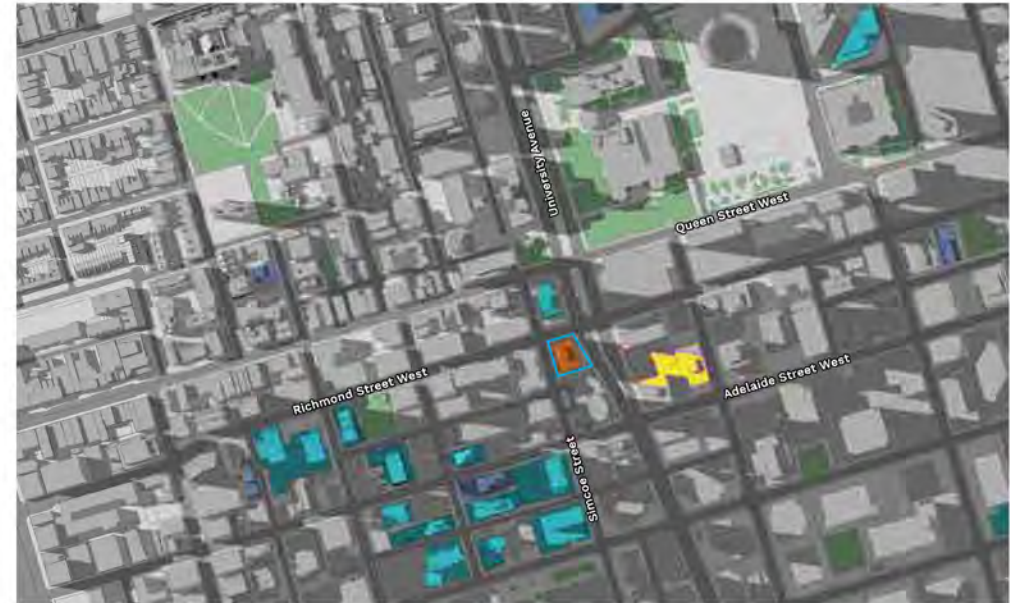 University Avenue
Queen Street West
Richmond Street West
Adelaide Street West
Simcoe Street